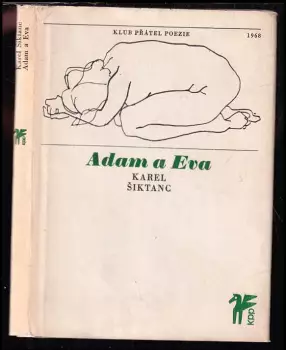 Karel Šiktanc
Adam a Eva
KLUB PŘÁTEL POEZIE 1968
Adam a Eva
KAREL
ŠIKTANC
KPP